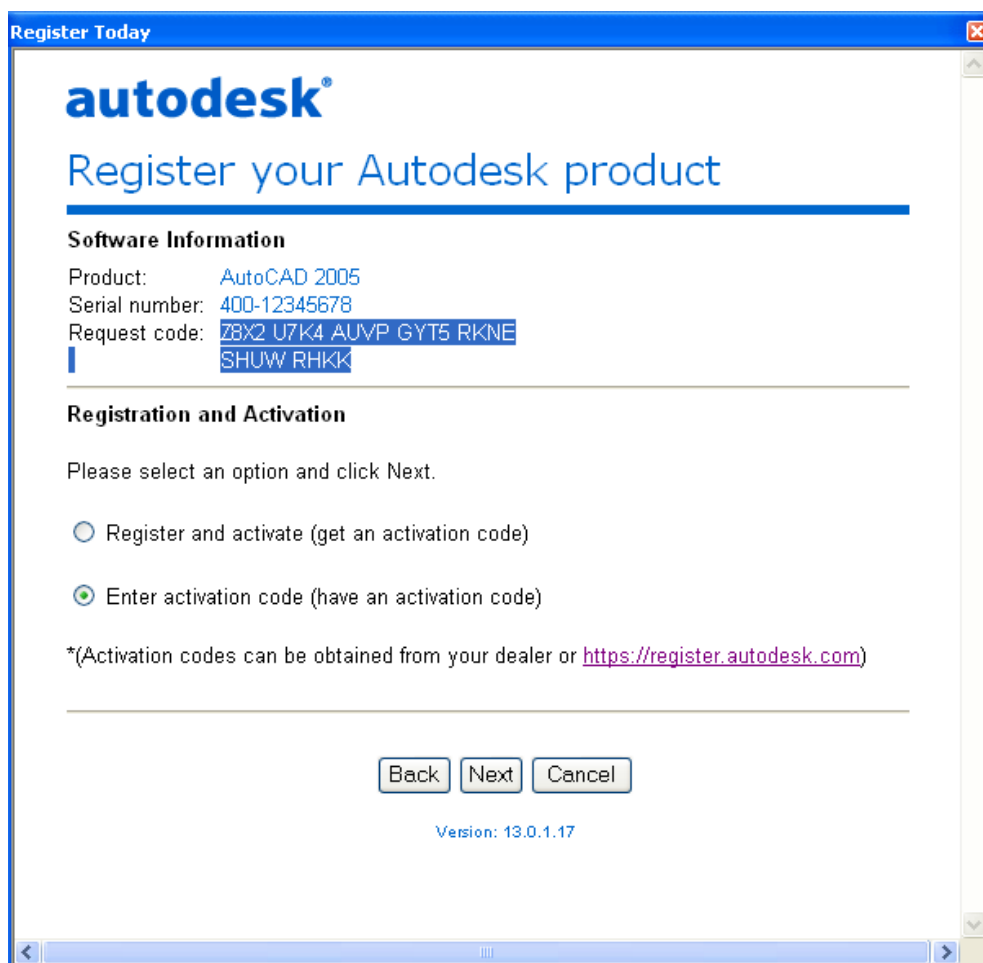 Register Today
autodesk®
Register your Autodesk product
Software Information
Product: AutoCAD 2005
Serial number: 400-12345678
Request code: Z8X2 U7K4 AUVP GYT5 RKNE
SHUW RHKK
Registration and Activation
Please select an option and click Next.
Register and activate (get an activation code)
Enter activation code (have an activation code)
*(Activation codes can be obtained from your dealer or https://register.autodesk.com)
Back Next Cancel
Version: 13.0.1.17